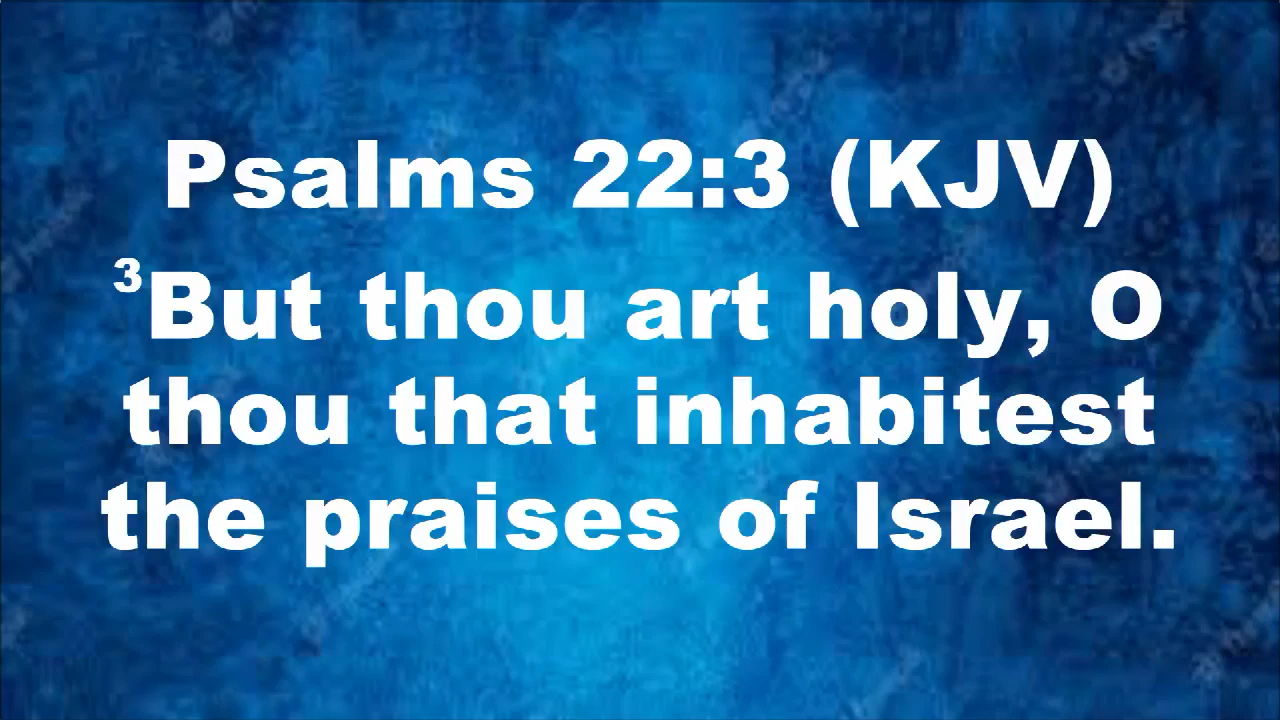 Psalms 22:3 (KJV)
³But thou art holy, O
thou that inhabitest
the praises of Israel.